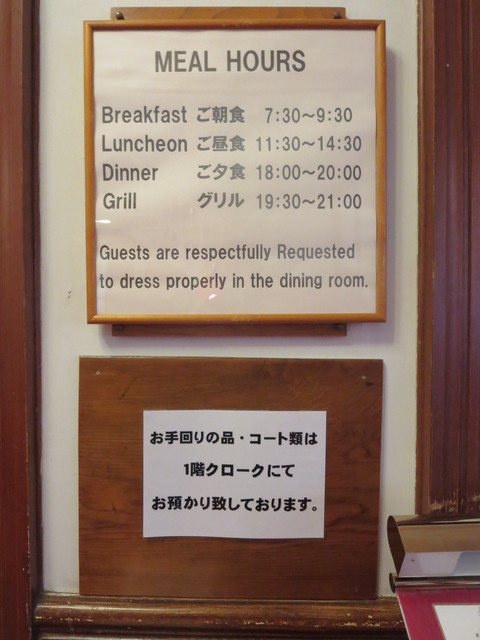 MEAL HOURS
Breakfast ご朝食 7:30～9:30
Luncheon ご昼食 11:30～14:30
Dinner ご夕食 18:00～20:00
Grill グリル 19:30～21:00
Guests are respectfully Requested
to dress properly in the dining room.
お手回りの品・コート類は
1階クロークにて
お預かり致しております。